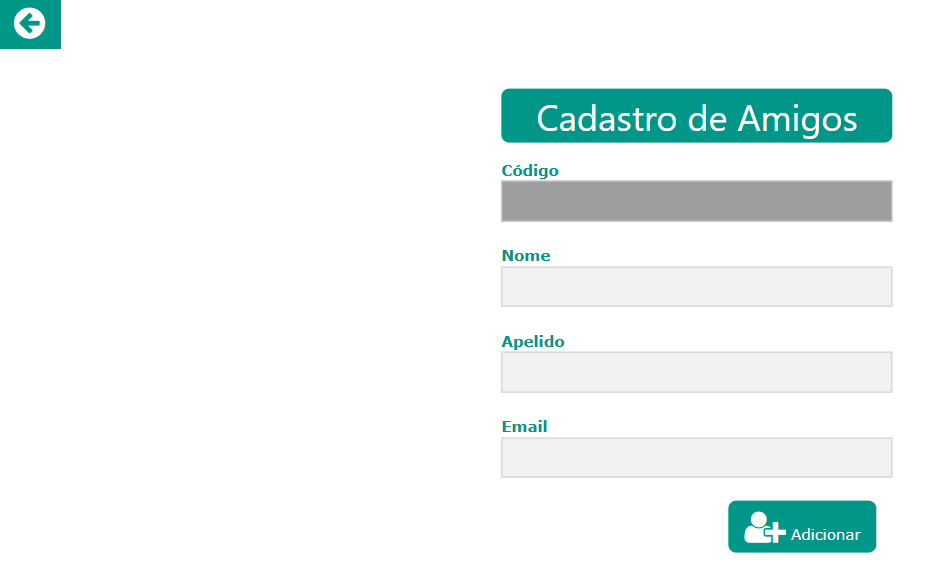 Cadastro de Amigos
Código
Nome
Apelido
Email
Adicionar